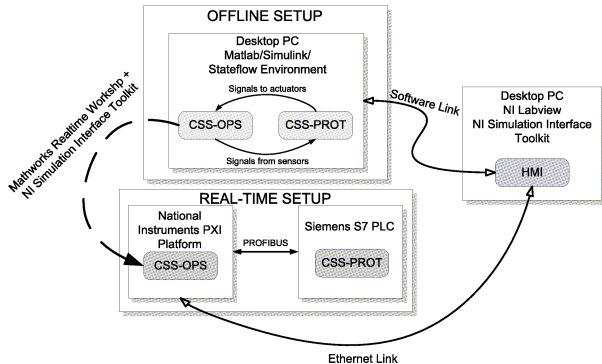 OFFLINE SETUP
Desktop PC
Matlab/Simulink/
Stateflow Environment
Signals to actuators
CSS-OPS
CSS-PROT
Signals from sensors
Mathworks Realtime Workshp +
NI Simulation Interface Toolkit
Software Link
Desktop PC
NI Labview
NI Simulation Interface
Toolkit
HMI
REAL-TIME SETUP
National
Instruments PXI
Platform
CSS-OPS
PROFIBUS
Siemens S7 PLC
CSS-PROT
Ethernet Link